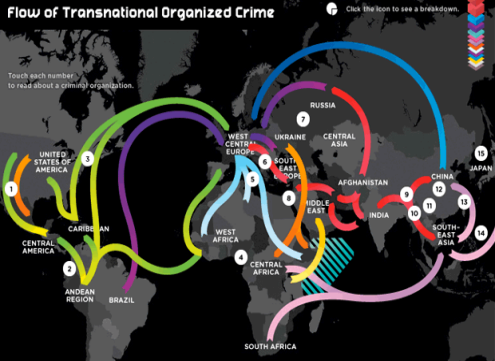 Flow of Transnational Organized Crime
Click the icon to see a breakdown.
Touch each number
to read about a criminal organization.
RUSSIA
7
WEST
CENTRAL
EUROPE
UKRAINE
CENTRAL
ASIA
15
JAPAN
UNITED
STATES OF
AMERICA
3
6
SOUTH
EAST
EUROPE
1
5
AFGHANISTAN
CHINA
12
9
8
MIDDLE
EAST
INDIA
10
11
13
CARIBBEAN
CENTRAL
AMERICA
WEST
AFRICA
SOUTH-
EAST
ASIA
14
2
4
CENTRAL
AFRICA
ANDEAN
REGION
BRAZIL
SOUTH AFRICA